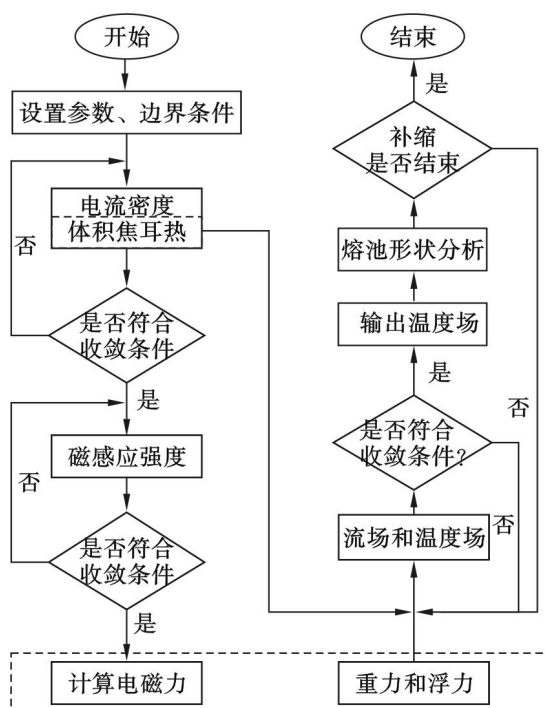 开始
设置参数、边界条件
电流密度
体积焦耳热
否
是否符合
收敛条件
是
磁感应强度
否
是否符合
收敛条件
是
计算电磁力
结束
是
补缩
是否结束
熔池形状分析
输出温度场
是
否
是否符合
收敛条件?
流场和温度场
否
重力和浮力